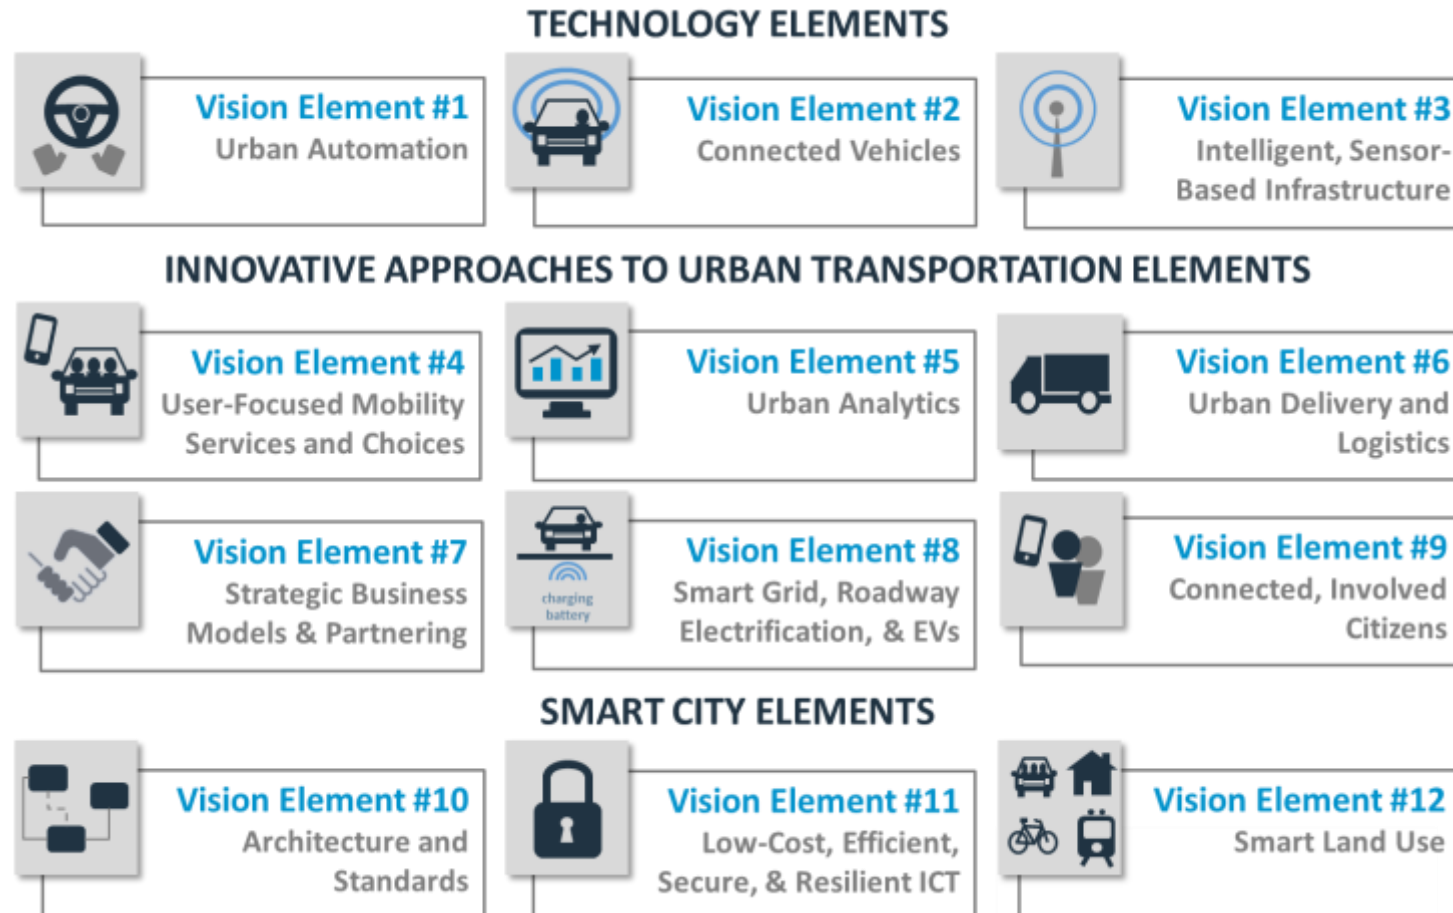 TECHNOLOGY ELEMENTS
Vision Element #1
Urban Automation
Vision Element #2
Connected Vehicles
Vision Element #3
Intelligent, Sensor-
Based Infrastructure
INNOVATIVE APPROACHES TO URBAN TRANSPORTATION ELEMENTS
Vision Element #4
User-Focused Mobility
Services and Choices
Vision Element #5
Urban Analytics
Vision Element #6
Urban Delivery and
Logistics
Vision Element #7
Strategic Business
Models & Partnering
charging
battery
Vision Element #8
Smart Grid, Roadway
Electrification, & EVs
Vision Element #9
Connected, Involved
Citizens
SMART CITY ELEMENTS
Vision Element #10
Architecture and
Standards
Vision Element #11
Low-Cost, Efficient,
Secure, & Resilient ICT
Vision Element #12
Smart Land Use